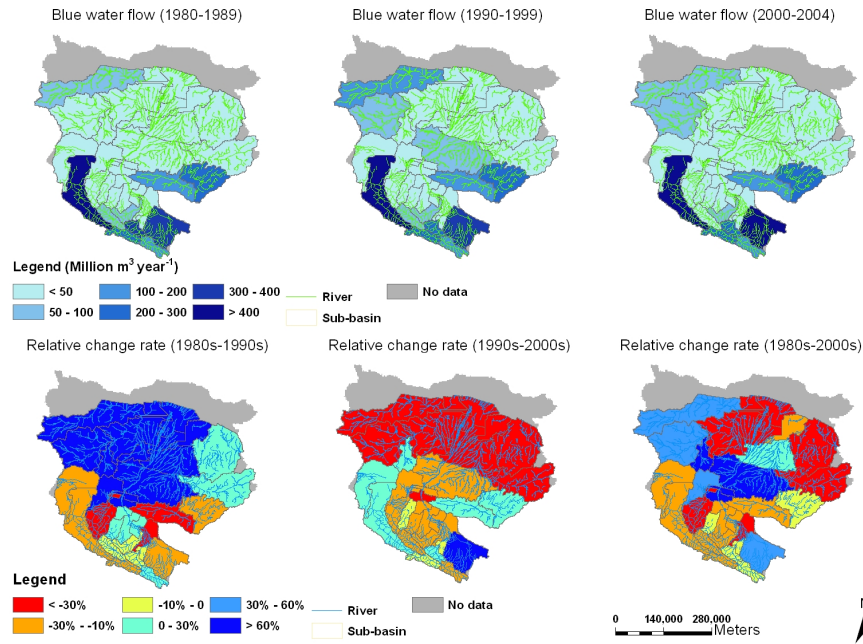 Blue water flow (1980-1989)
Blue water flow (1990-1999)
Blue water flow (2000-2004)
Legend (Million m³ year⁻¹)
< 50
100 - 200
300 - 400
50 - 100
200 - 300
> 400
River
Sub-basin
No data
Relative change rate (1980s-1990s)
Relative change rate (1990s-2000s)
Relative change rate (1980s-2000s)
Legend
< -30%
-10% - 0
30% - 60%
-30% - -10%
0 - 30%
> 60%
River
Sub-basin
No data
0 140,000 280,000
Meters